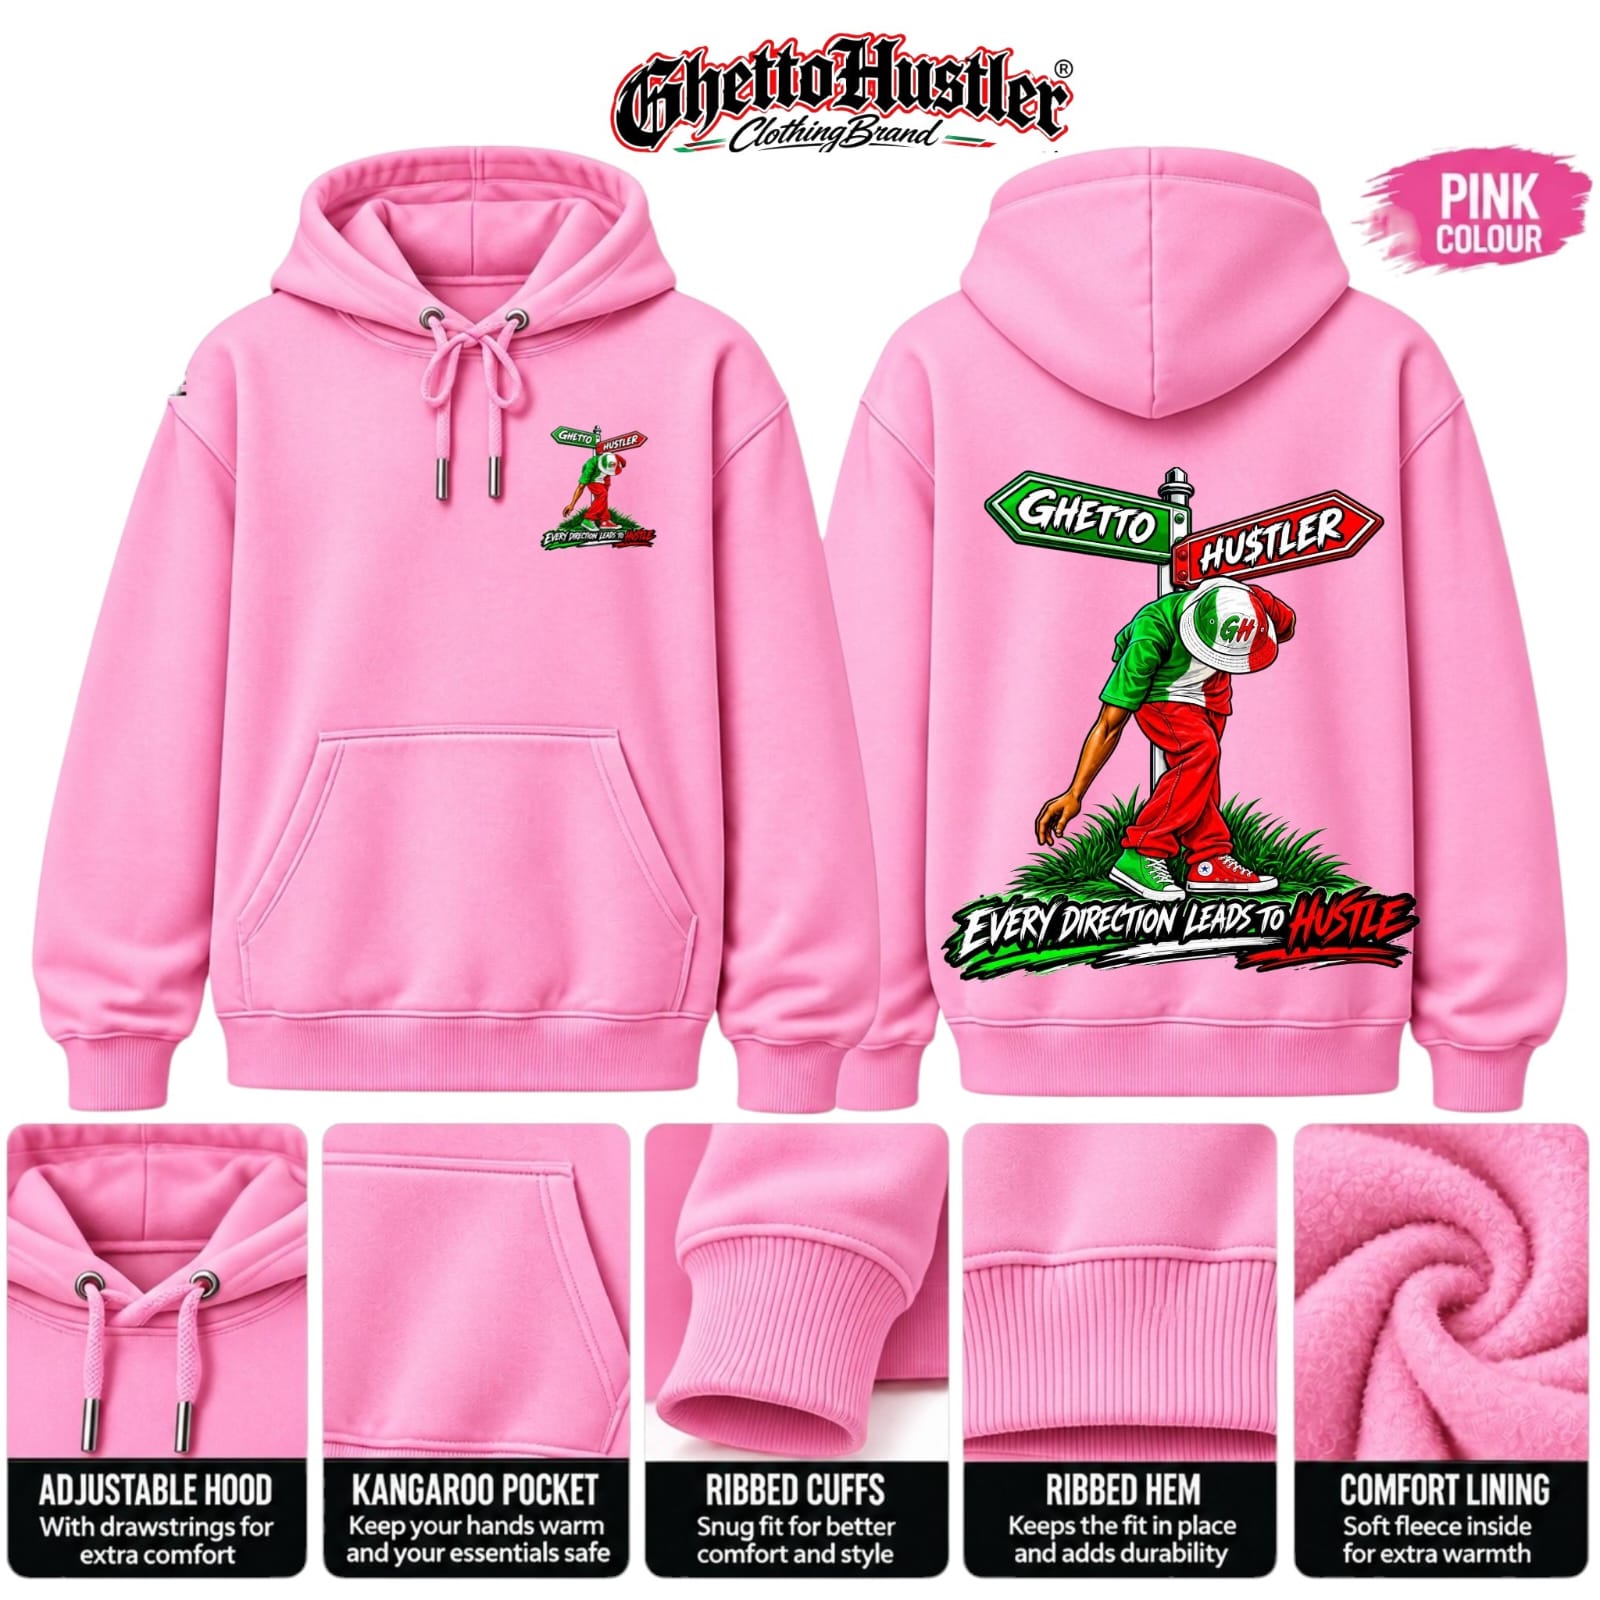 GhettoHustler®
Clothing Brand
PINK
COLOUR
GHETTO
HUSTLER
EVERY DIRECTION LEADS TO HUSTLE
GHETTO
HU$TLER
GH
EVERY DIRECTION LEADS TO HUSTLE
ADJUSTABLE HOOD
With drawstrings for
extra comfort
KANGAROO POCKET
Keep your hands warm
and your essentials safe
RIBBED CUFFS
Snug fit for better
comfort and style
RIBBED HEM
Keeps the fit in place
and adds durability
COMFORT LINING
Soft fleece inside
for extra warmth